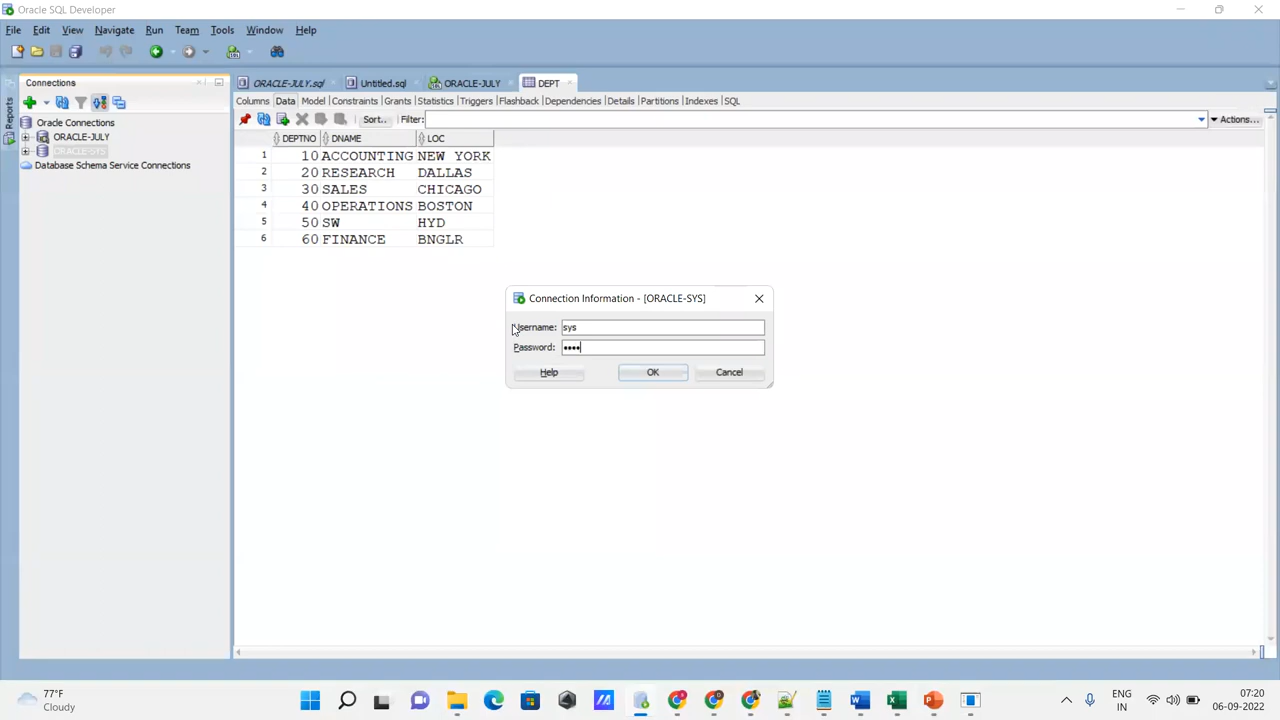 Oracle SQL Developer
File Edit View Navigate Run Team Tools Window Help
Connections
ORACLE-JULY.sql Untitled.sql ORACLE-JULY DEPT
Columns Data Model Constraints Grants Statistics Triggers Flashback Dependencies Details Partitions Indexes SQL
Sort.. Filter: Actions...
Reports
Oracle Connections
ORACLE-JULY
ORACLE-SYS
Database Schema Service Connections
DEPTNO DNAME LOC
1 10 ACCOUNTING NEW YORK
2 20 RESEARCH DALLAS
3 30 SALES CHICAGO
4 40 OPERATIONS BOSTON
5 50 SW HYD
6 60 FINANCE BNGLR
Connection Information - [ORACLE-SYS]
Username: sys
Password: ••••
Help OK Cancel
77°F
Cloudy
ENG
IN
07:20
06-09-2022